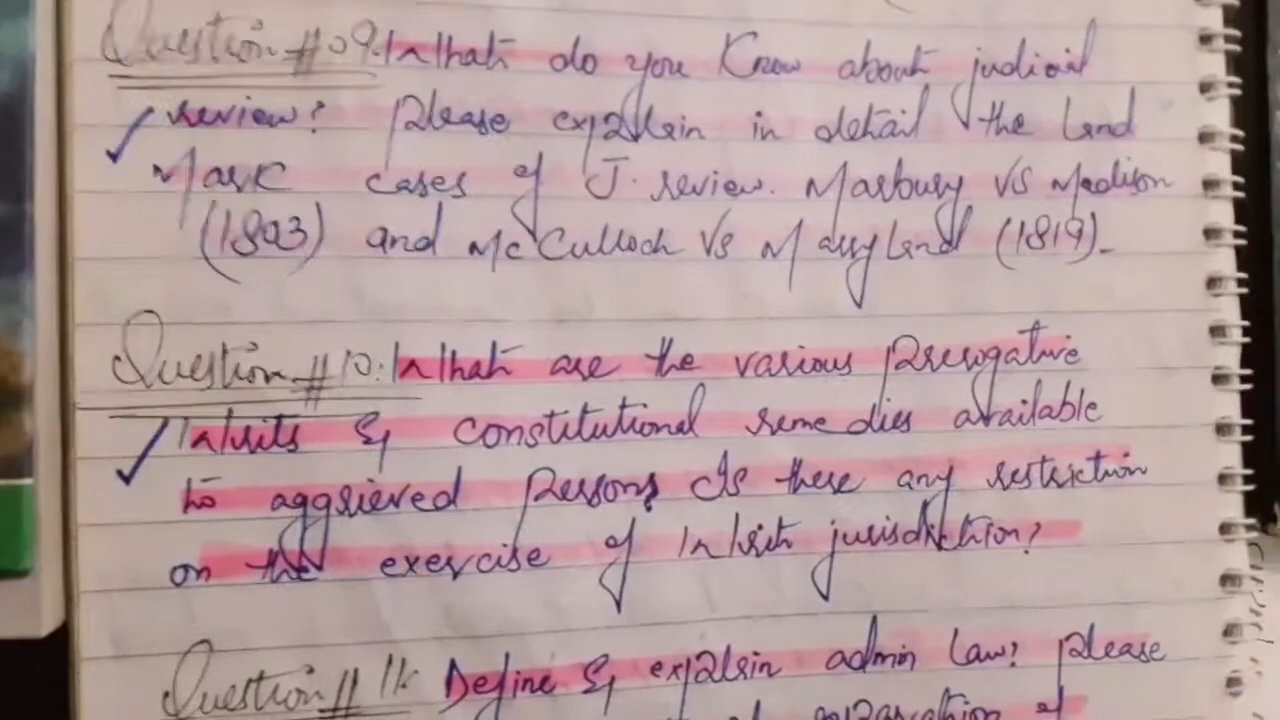 Question #09. What do you Know about judicial
review? Please explain in detail the land
Mark cases of J. review. Marbury VS Madison
(1803) and McCulloch VS Maryland (1819).
Question #10. What are the various prerogative
Writs & constitutional remedies available
to aggrieved persons Is there any restriction
on the exercise of Writ jurisdiction?
Question # 11: Define & explain admin law? please
of